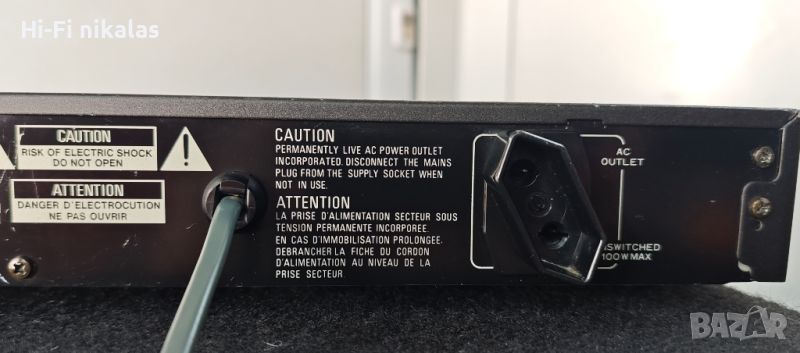 Hi-Fi nikalas
CAUTION
RISK OF ELECTRIC SHOCK
DO NOT OPEN
ATTENTION
DANGER D'ELECTROCUTION
NE PAS OUVRIR
CAUTION
PERMANENTLY LIVE AC POWER OUTLET
INCORPORATED. DISCONNECT THE MAINS
PLUG FROM THE SUPPLY SOCKET WHEN
NOT IN USE.
ATTENTION
LA PRISE D'ALIMENTATION SECTEUR SOUS
TENSION PERMANENTE INCORPOREE.
EN CAS D'IMMOBILISATION PROLONGEE,
DEBRANCHER LA FICHE DU CORDON
D'ALIMENTATION AU NIVEAU DE LA
PRISE SECTEUR.
AC
OUTLET
NSWITCHED
100W MAX
BAZAR